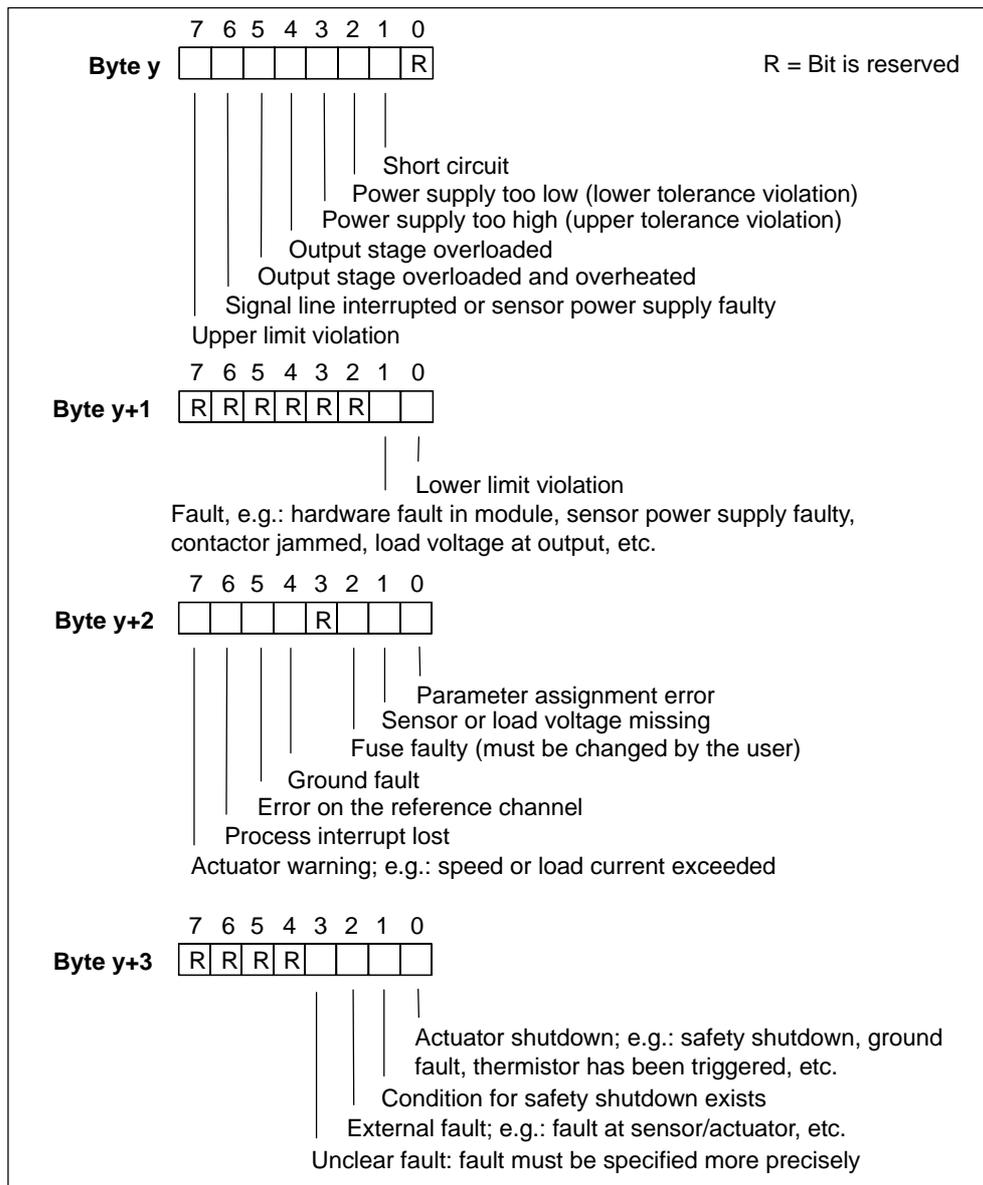 7 6 5 4 3 2 1 0
Byte y R R = Bit is reserved
Short circuit
Power supply too low (lower tolerance violation)
Power supply too high (upper tolerance violation)
Output stage overloaded
Output stage overloaded and overheated
Signal line interrupted or sensor power supply faulty
Upper limit violation
7 6 5 4 3 2 1 0
Byte y+1 R R R R R R
Lower limit violation
Fault, e.g.: hardware fault in module, sensor power supply faulty,
contactor jammed, load voltage at output, etc.
7 6 5 4 3 2 1 0
Byte y+2 R
Parameter assignment error
Sensor or load voltage missing
Fuse faulty (must be changed by the user)
Ground fault
Error on the reference channel
Process interrupt lost
Actuator warning; e.g.: speed or load current exceeded
7 6 5 4 3 2 1 0
Byte y+3 R R R R
Actuator shutdown; e.g.: safety shutdown, ground
fault, thermistor has been triggered, etc.
Condition for safety shutdown exists
External fault; e.g.: fault at sensor/actuator, etc.
Unclear fault: fault must be specified more precisely